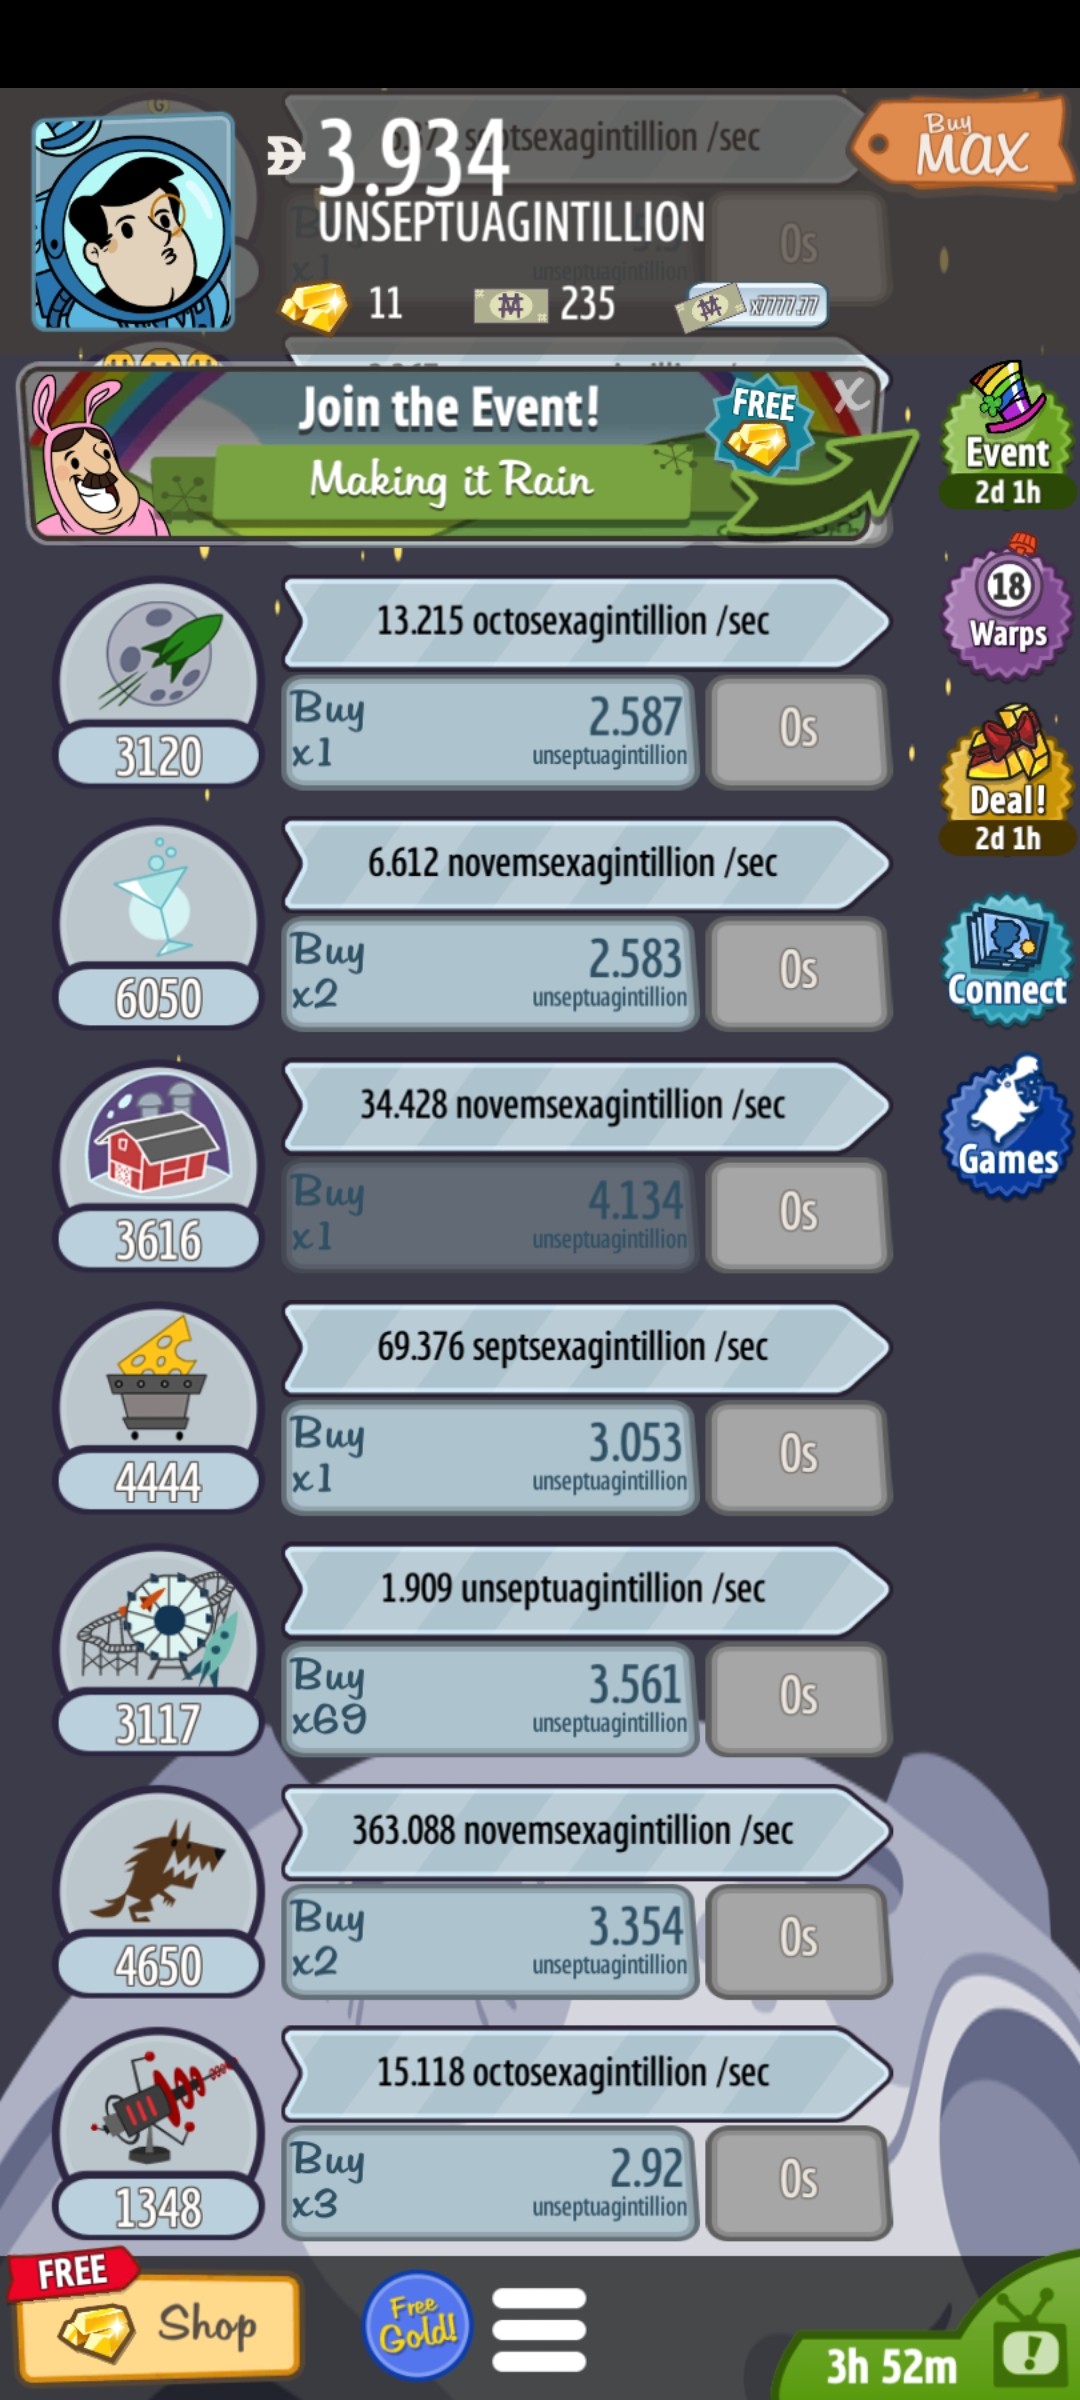 septsexagintillion /sec
3.934
UNSEPTUAGINTILLION
Buy
MAX
x1
unseptuagintillion
0s
11
235
x7777.77
Join the Event!
Making it Rain
FREE
X
Event
2d 1h
13.215 octosexagintillion /sec
Buy
x1
2.587
unseptuagintillion
0s
3120
18
Warps
Deal!
2d 1h
6.612 novemsexagintillion /sec
Buy
x2
2.583
unseptuagintillion
0s
6050
Connect
34.428 novemsexagintillion /sec
Buy
x1
4.134
unseptuagintillion
0s
3616
Games
69.376 septsexagintillion /sec
Buy
x1
3.053
unseptuagintillion
0s
4444
1.909 unseptuagintillion /sec
Buy
x69
3.561
unseptuagintillion
0s
3117
363.088 novemsexagintillion /sec
Buy
x2
3.354
unseptuagintillion
0s
4650
15.118 octosexagintillion /sec
Buy
x3
2.92
unseptuagintillion
0s
1348
FREE
Shop
Free
Gold!
3h 52m